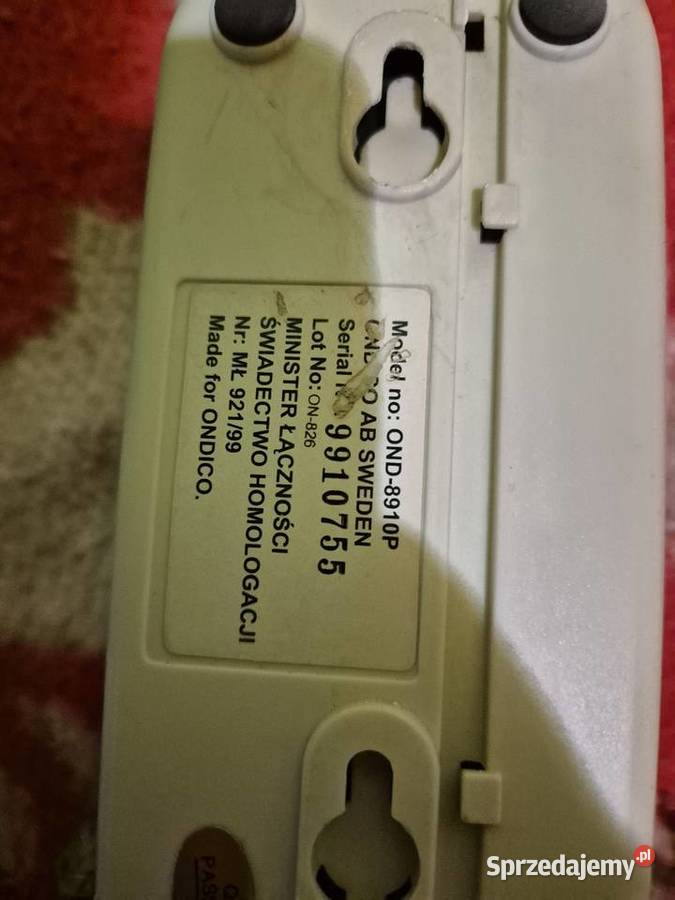 Model no: OND-8910P
AB SWEDEN
Serial 9910755
Lot No: ON-826
MINISTER ŁĄCZNOŚCI
ŚWIADECTWO HOMOLOGACJI
Nr: MŁ 921/99
Made for ONDICO.
Sprzedajemy.pl